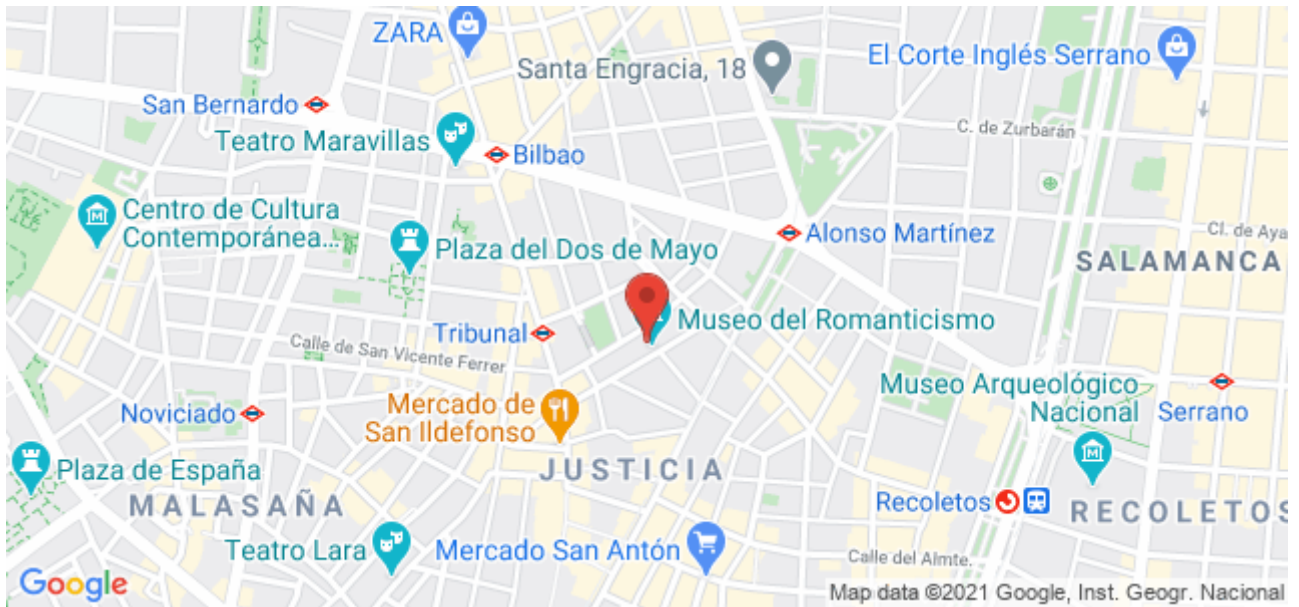 ZARA
El Corte Inglés Serrano
Santa Engracia, 18
San Bernardo
Teatro Maravillas
Bilbao
C. de Zurbarán
Centro de Cultura
Contemporánea...
Plaza del Dos de Mayo
Alonso Martínez
Cl. de Aya
SALAMANCA
Museo del Romanticismo
Tribunal
Calle de San Vicente Ferrer
Museo Arqueológico
Nacional
Serrano
Noviciado
Mercado de
San Ildefonso
Plaza de España
JUSTICIA
MALASAÑA
Recoletos
RECOLETOS
Teatro Lara
Mercado San Antón
Calle del Almte.
Google
Map data ©2021 Google, Inst. Geogr. Nacional